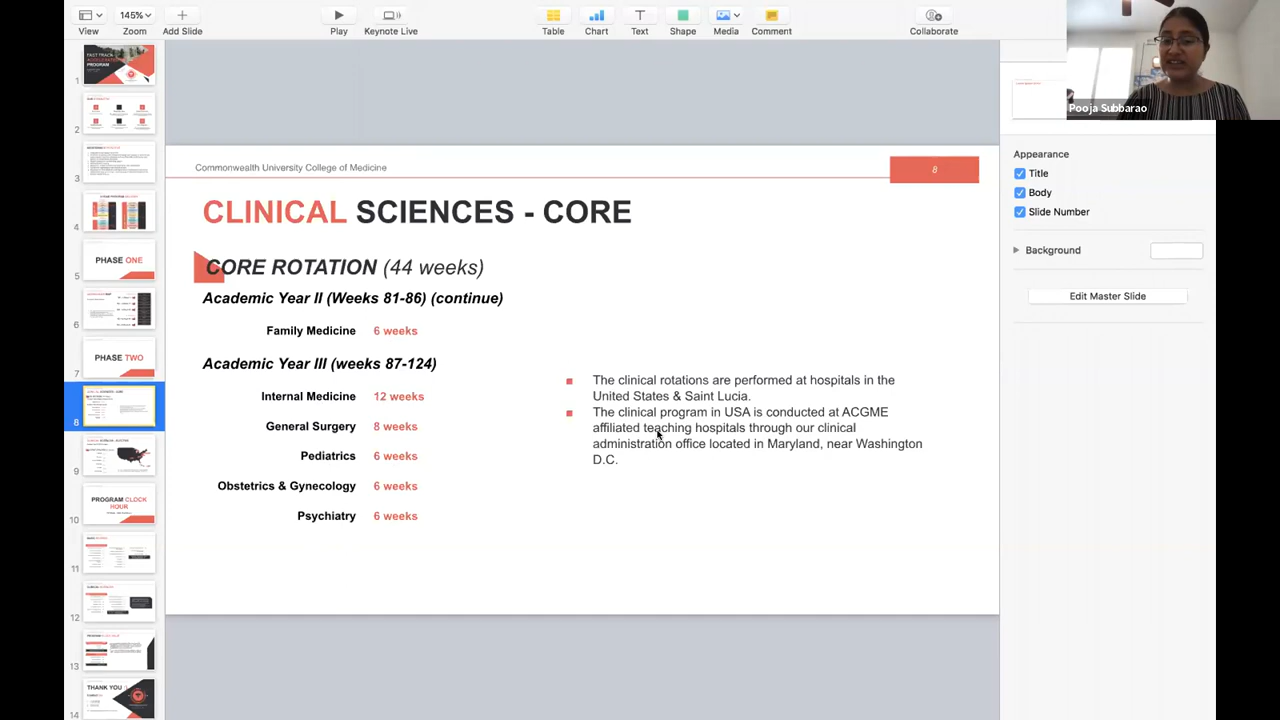 View
145%
Zoom
Add Slide
Play
Keynote Live
Table
Chart
Text
Shape
Media
Comment
Collaborate
Pooja Subbarao
1
2
3
4
PHASE ONE
5
6
PHASE TWO
7
8
9
PROGRAM CLOCK
HOUR
10
11
12
13
THANK YOU
14
Commonwealth University College of Medicine
8
CLINICAL SCIENCES - CORE
CORE ROTATION (44 weeks)
Academic Year II (Weeks 81-86) (continue)
Family Medicine 6 weeks
Academic Year III (weeks 87-124)
Internal Medicine 12 weeks
General Surgery 8 weeks
Pediatrics 6 weeks
Obstetrics & Gynecology 6 weeks
Psychiatry 6 weeks
The clinical rotations are performed at hospitals in the
United States & Saint Lucia.
The clinical program in USA is conducted at ACGME
affiliated teaching hospitals through our clinical
administration office located in Maryland, near Washington
D.C.
Appearance
Title
Body
Slide Number
Background
Edit Master Slide